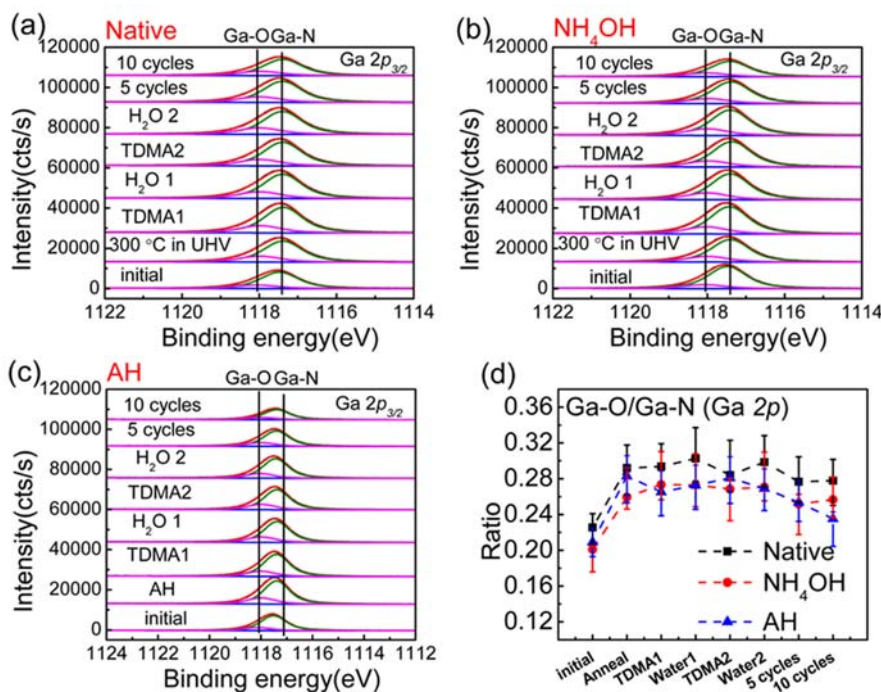 (a) Native
Ga-O Ga-N
Ga 2p3/2
120000
100000
80000
60000
40000
20000
0
Intensity(cts/s)
10 cycles
5 cycles
H2O 2
TDMA2
H2O 1
TDMA1
300 °C in UHV
initial
1122 1120 1118 1116 1114
Binding energy(eV)
(b) NH4OH
Ga-O Ga-N
Ga 2p3/2
120000
100000
80000
60000
40000
20000
0
Intensity(cts/s)
10 cycles
5 cycles
H2O 2
TDMA2
H2O 1
TDMA1
300 °C in UHV
initial
1122 1120 1118 1116 1114
Binding energy(eV)
(c) AH
Ga-O Ga-N
Ga 2p3/2
120000
100000
80000
60000
40000
20000
0
Intensity(cts/s)
10 cycles
5 cycles
H2O 2
TDMA2
H2O 1
TDMA1
AH
initial
1124 1122 1120 1118 1116 1114 1112
Binding energy(eV)
(d)
Ga-O/Ga-N (Ga 2p)
0.36
0.32
0.28
0.24
0.20
0.16
0.12
Ratio
Native
NH4OH
AH
initial Anneal TDMA1 Water1 TDMA2 Water2 5 cycles 10 cycles